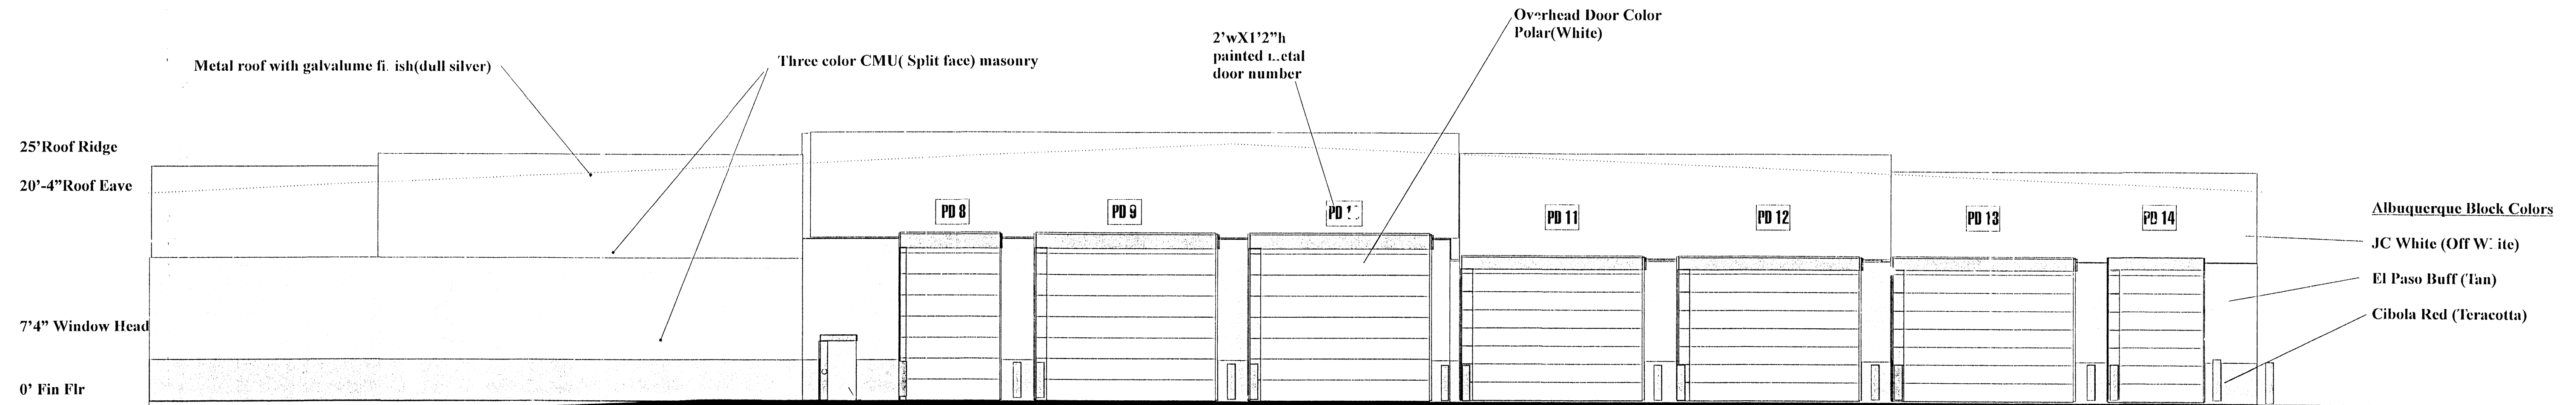 Overhead Door Color
Polar(White)
2'wX1'2"h
painted
door number
Three color CMU( Split face) masonry
Metal roof with galvalume (dull silver)
25'Roof Ridge
20'-4"Roof Eave
7'4" Window Head
0' Fin Flr
PD 8
PD 9
PD
PD 11
PD 12
PD 13
PD 14
Albuquerque Block Colors
JC White (Off
El Paso Buff (Tan)
Cibola Red (Teracotta)